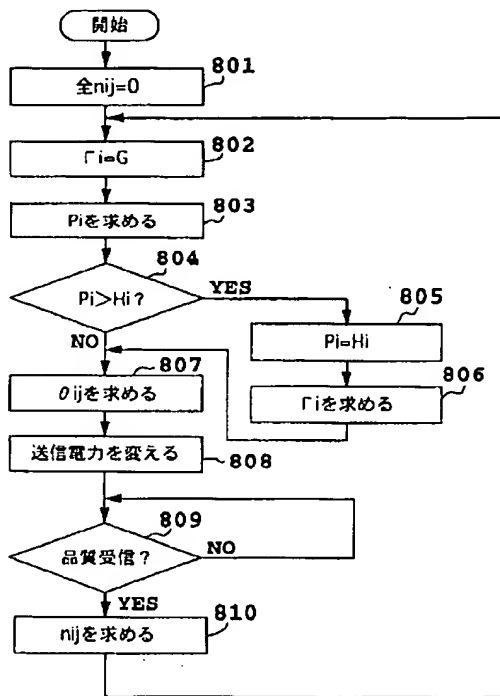 開始
全nij=0
801
Γi=G
802
Piを求める
803
804
Pi>Hi?
YES
NO
805
Pi=Hi
806
Γiを求める
807
θijを求める
送信電力を変える
808
809
品質受信?
NO
YES
810
nijを求める